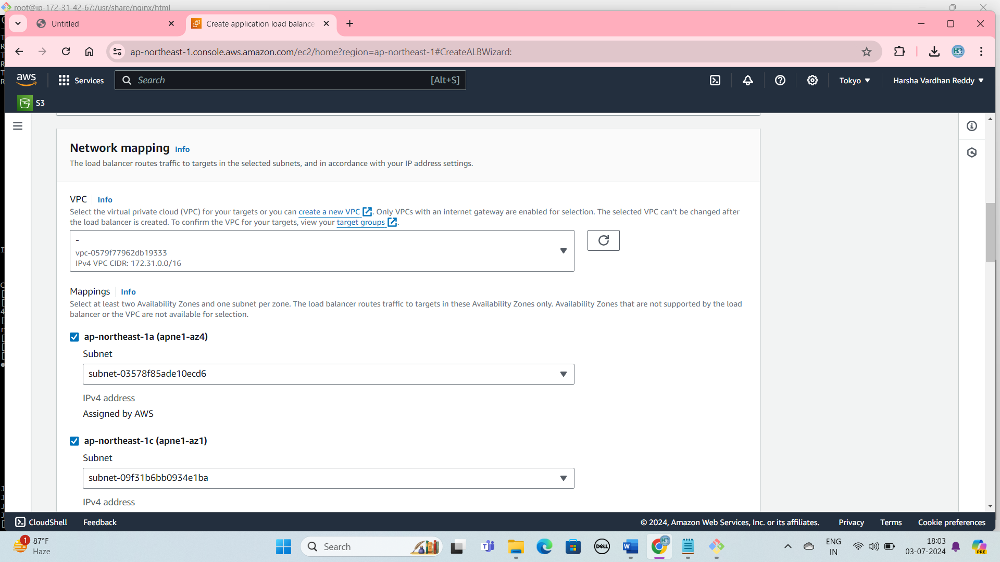 root@ip-172-31-42-67:/usr/share/nginx/html
Untitled
Create application load balance
ap-northeast-1.console.aws.amazon.com/ec2/home?region=ap-northeast-1#CreateALBWizard:
aws
Services
Search
[Alt+S]
Tokyo
Harsha Vardhan Reddy
S3
Network mapping Info
The load balancer routes traffic to targets in the selected subnets, and in accordance with your IP address settings.
VPC Info
Select the virtual private cloud (VPC) for your targets or you can create a new VPC . Only VPCs with an internet gateway are enabled for selection. The selected VPC can't be changed after
the load balancer is created. To confirm the VPC for your targets, view your target groups .
-
vpc-0579f77962db19333
IPv4 VPC CIDR: 172.31.0.0/16
Mappings Info
Select at least two Availability Zones and one subnet per zone. The load balancer routes traffic to targets in these Availability Zones only. Availability Zones that are not supported by the load
balancer or the VPC are not available for selection.
ap-northeast-1a (apne1-az4)
Subnet
subnet-03578f85ade10ecd6
IPv4 address
Assigned by AWS
ap-northeast-1c (apne1-az1)
Subnet
subnet-09f31b6bb0934e1ba
IPv4 address
CloudShell
Feedback
© 2024, Amazon Web Services, Inc. or its affiliates.
Privacy
Terms
Cookie preferences
1
87°F
Haze
Search
DELL
ENG
IN
18:03
03-07-2024
PRE